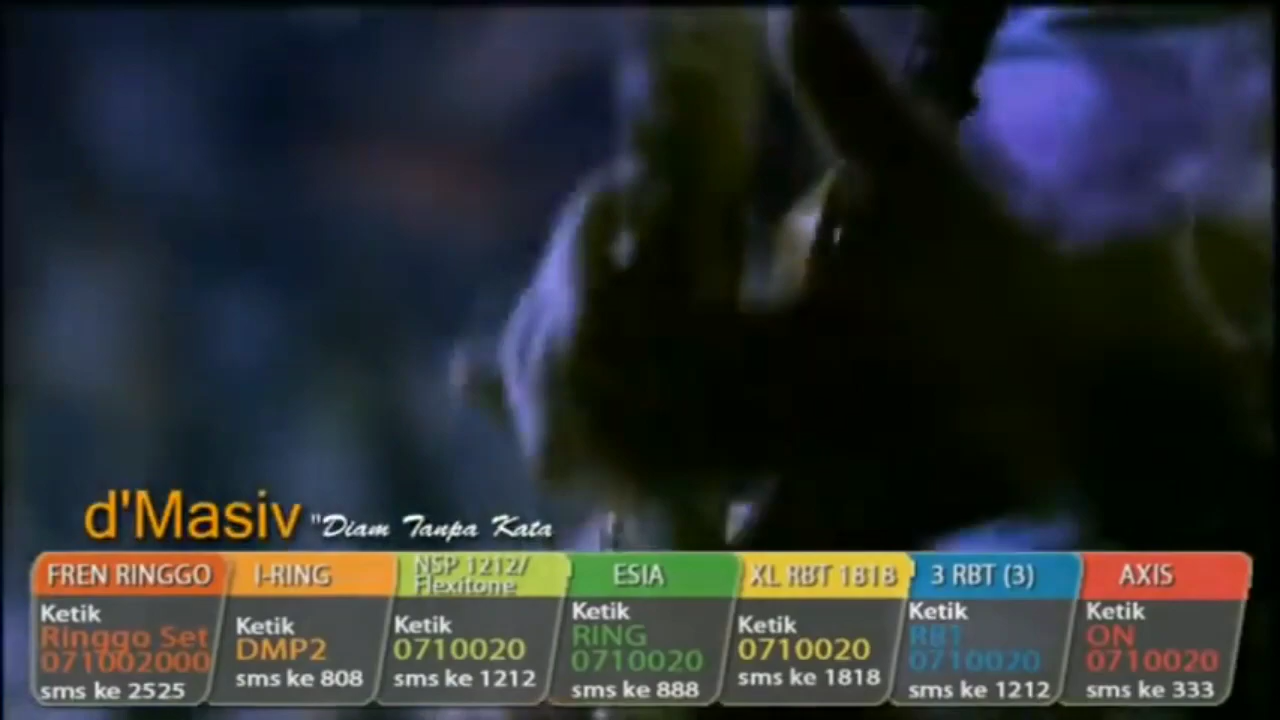 d'Masiv "Diam Tanpa Kata
FREN RINGGO
Ketik
Ringgo Set
071002000
sms ke 2525
I-RING
Ketik
DMP2
sms ke 808
NSP 1212/
Flexitone
Ketik
0710020
sms ke 1212
ESIA
Ketik
RING
0710020
sms ke 888
XL RBT 1818
Ketik
0710020
sms ke 1818
3 RBT (3)
Ketik
RBT
0710020
sms ke 1212
AXIS
Ketik
ON
0710020
sms ke 333